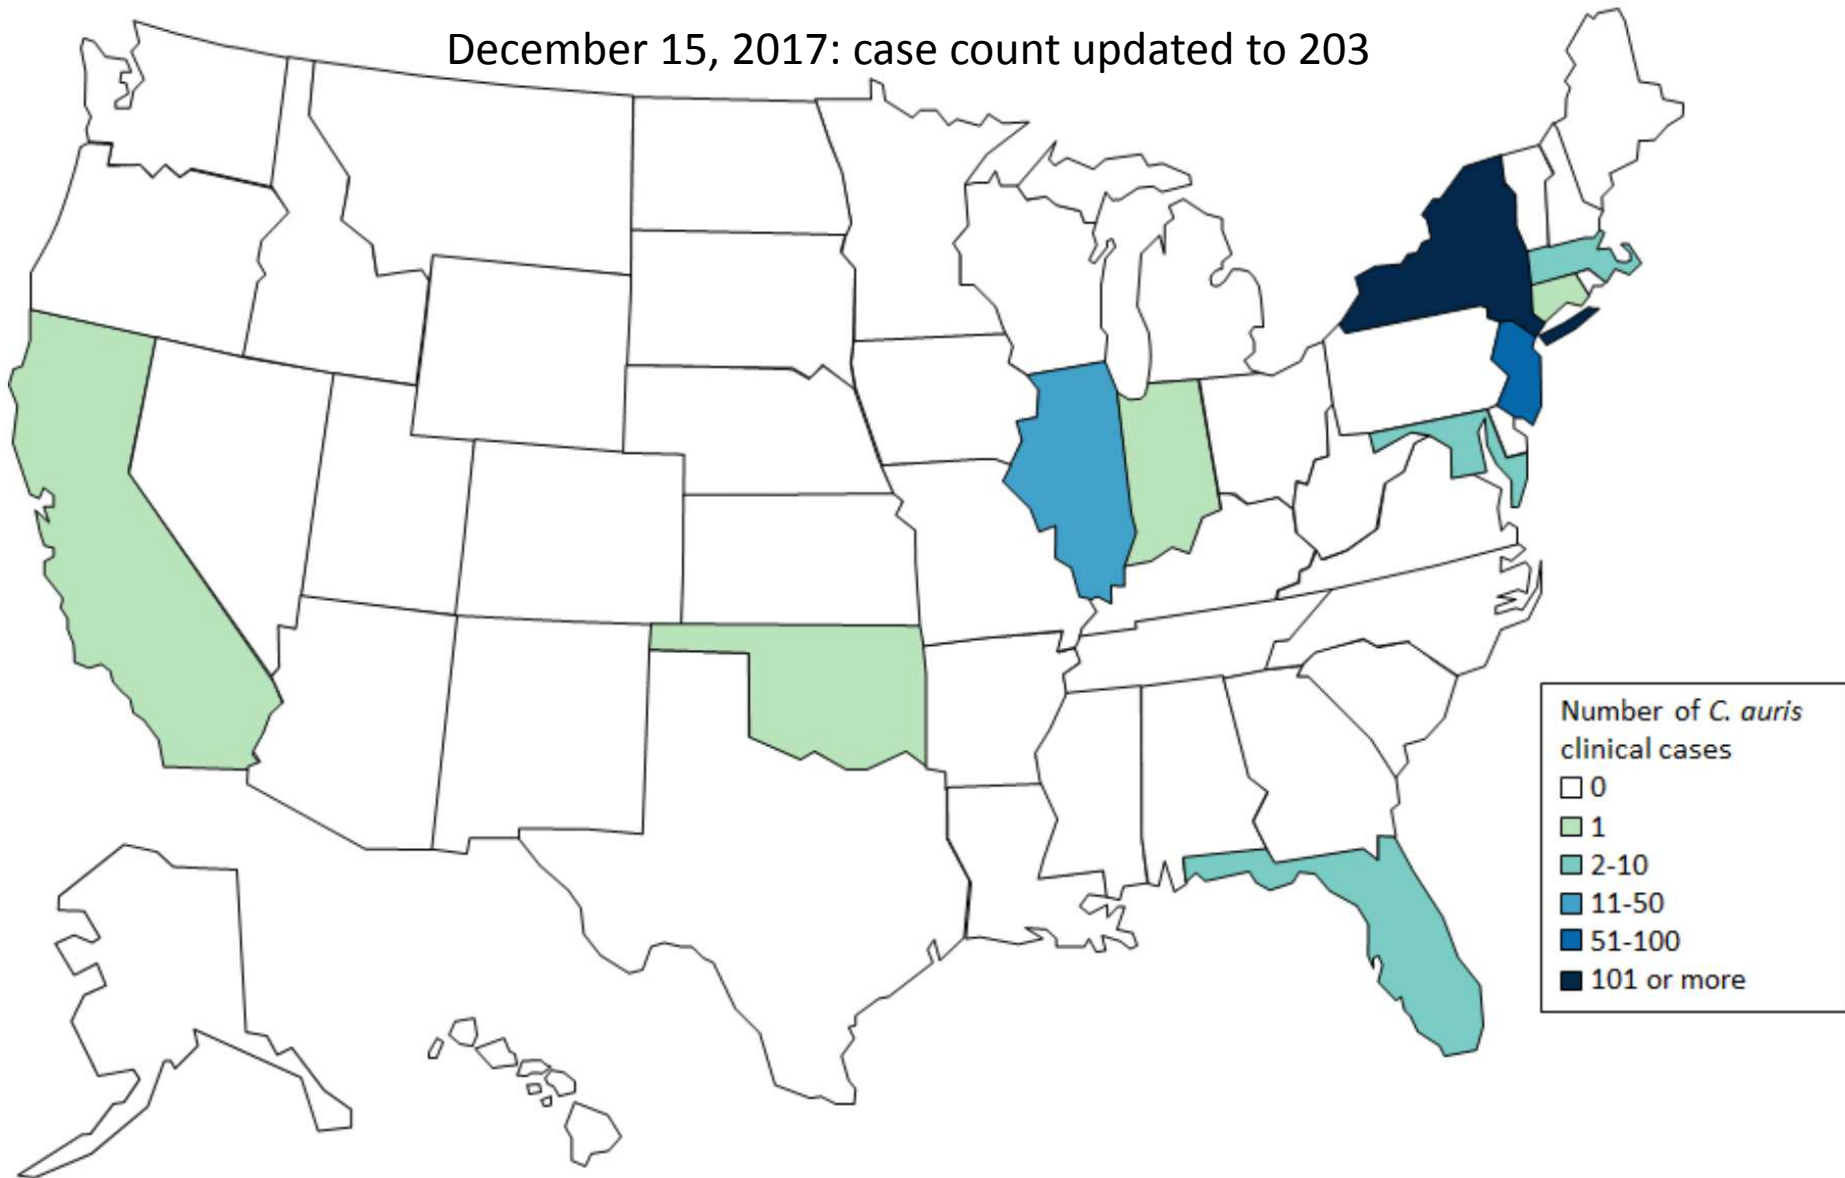 December 15, 2017: case count updated to 203
Number of C. auris
clinical cases
0
1
2-10
11-50
51-100
101 or more